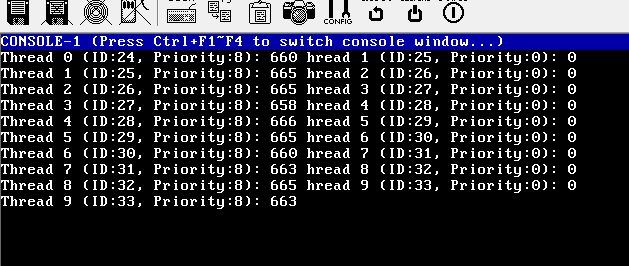 CONFIG
CONSOLE-1 (Press Ctrl+F1~F4 to switch console window...)
Thread 0 (ID:24, Priority:8): 660 hread 1 (ID:25, Priority:0): 0
Thread 1 (ID:25, Priority:8): 665 hread 2 (ID:26, Priority:0): 0
Thread 2 (ID:26, Priority:8): 665 hread 3 (ID:27, Priority:0): 0
Thread 3 (ID:27, Priority:8): 658 hread 4 (ID:28, Priority:0): 0
Thread 4 (ID:28, Priority:8): 666 hread 5 (ID:29, Priority:0): 0
Thread 5 (ID:29, Priority:8): 665 hread 6 (ID:30, Priority:0): 0
Thread 6 (ID:30, Priority:8): 660 hread 7 (ID:31, Priority:0): 0
Thread 7 (ID:31, Priority:8): 663 hread 8 (ID:32, Priority:0): 0
Thread 8 (ID:32, Priority:8): 665 hread 9 (ID:33, Priority:0): 0
Thread 9 (ID:33, Priority:8): 663